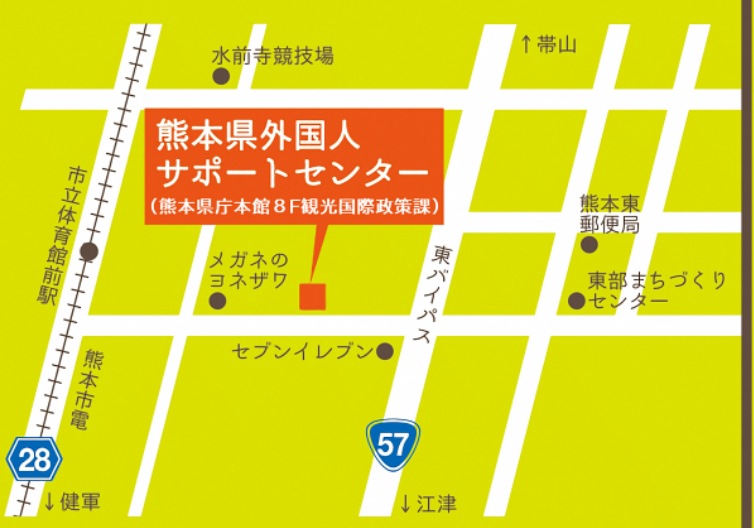 水前寺競技場
↑帯山
熊本県外国人
サポートセンター
(熊本県庁本館8F観光国際政策課)
市立体育館前駅
熊本東
郵便局
メガネの
ヨネザワ
東バイパス
東部まちづくり
センター
セブンイレブン
熊本市電
57
28
↓健軍
↓江津